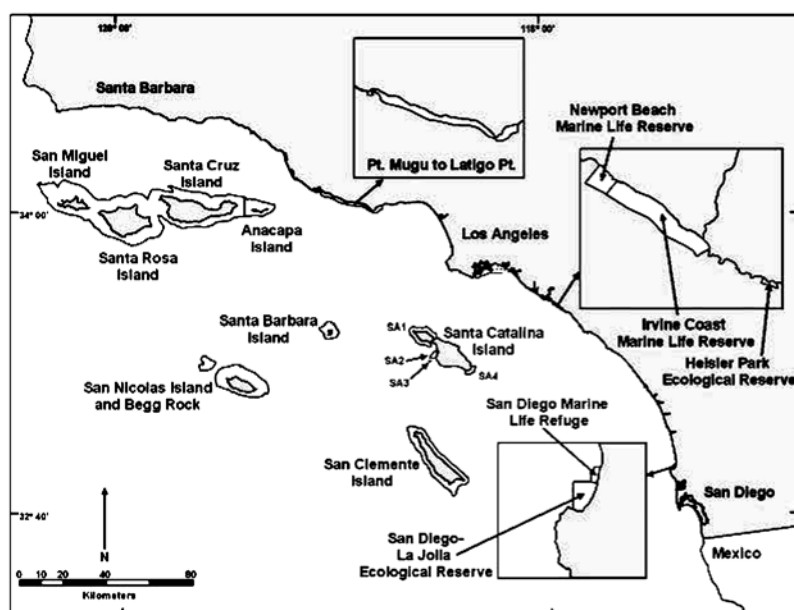 120° 00'
118° 00'
Santa Barbara
Newport Beach
Marine Life Reserve
San Miguel
Island
Santa Cruz
Island
Pt. Mugu to Latigo Pt.
34° 00'
Anacapa
Island
Los Angeles
Santa Rosa
Island
Santa Barbara
Island
SA1
Santa Catalina
Island
SA2
SA3
SA4
Irvine Coast
Marine Life Reserve
Heisler Park
Ecological Reserve
San Nicolas Island
and Begg Rock
San Diego Marine
Life Refuge
San Clemente
Island
San Diego
32° 40'
San Diego-
La Jolla
Ecological Reserve
Mexico
N
0 10 20 40 60 80
Kilometers